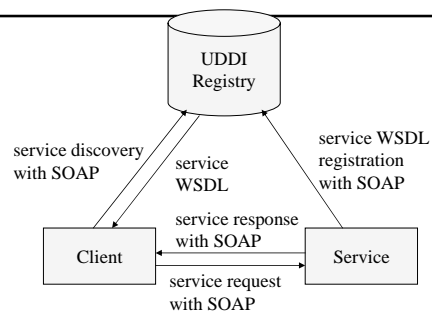 UDDI
Registry
service discovery
with SOAP
service
WSDL
service WSDL
registration
with SOAP
service response
with SOAP
Client
Service
service request
with SOAP